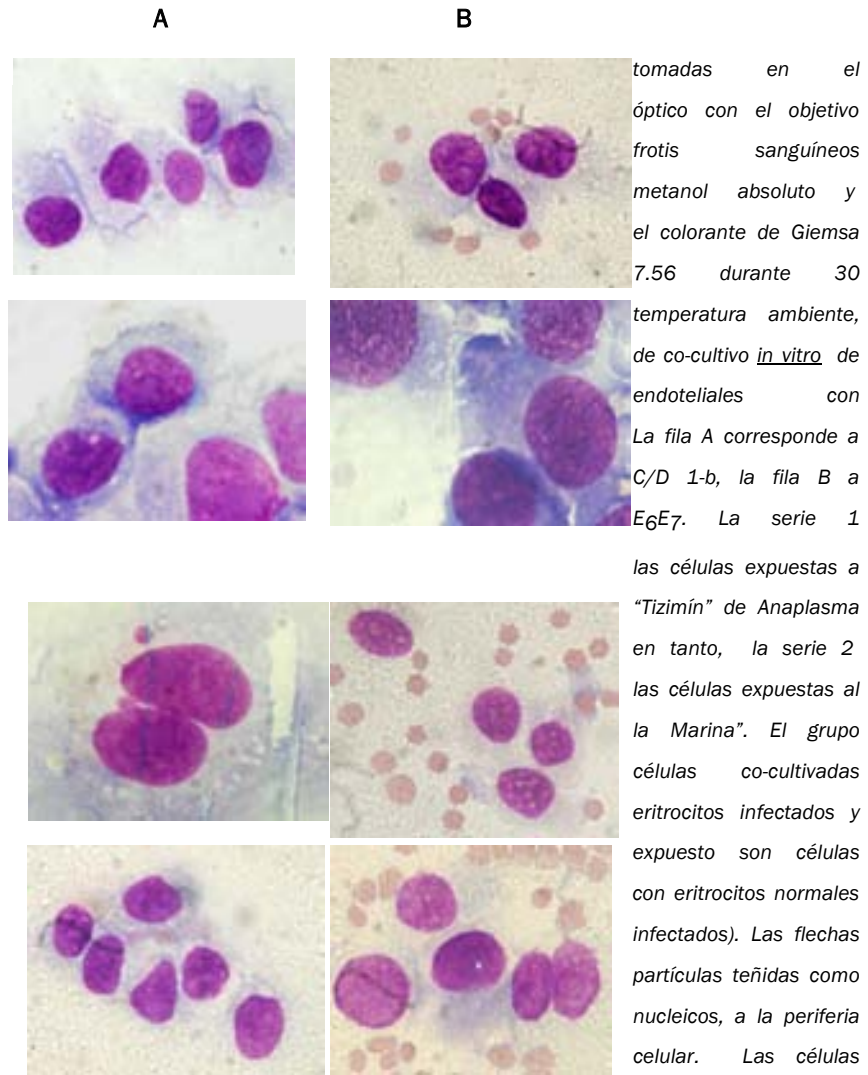 A B
tomadas en el
óptico con el objetivo
frotis sanguíneos
metanol absoluto y
el colorante de Giemsa
7.56 durante 30
temperatura ambiente,
de co-cultivo in vitro de
endoteliales con
La fila A corresponde a
C/D 1-b, la fila B a
E6E7. La serie 1
las células expuestas a
“Tizimín” de Anaplasma
en tanto, la serie 2
las células expuestas al
la Marina”. El grupo
células co-cultivadas
eritrocitos infectados y
expuesto son células
con eritrocitos normales
infectados). Las flechas
partículas teñidas como
nucleicos, a la periferia
celular. Las células